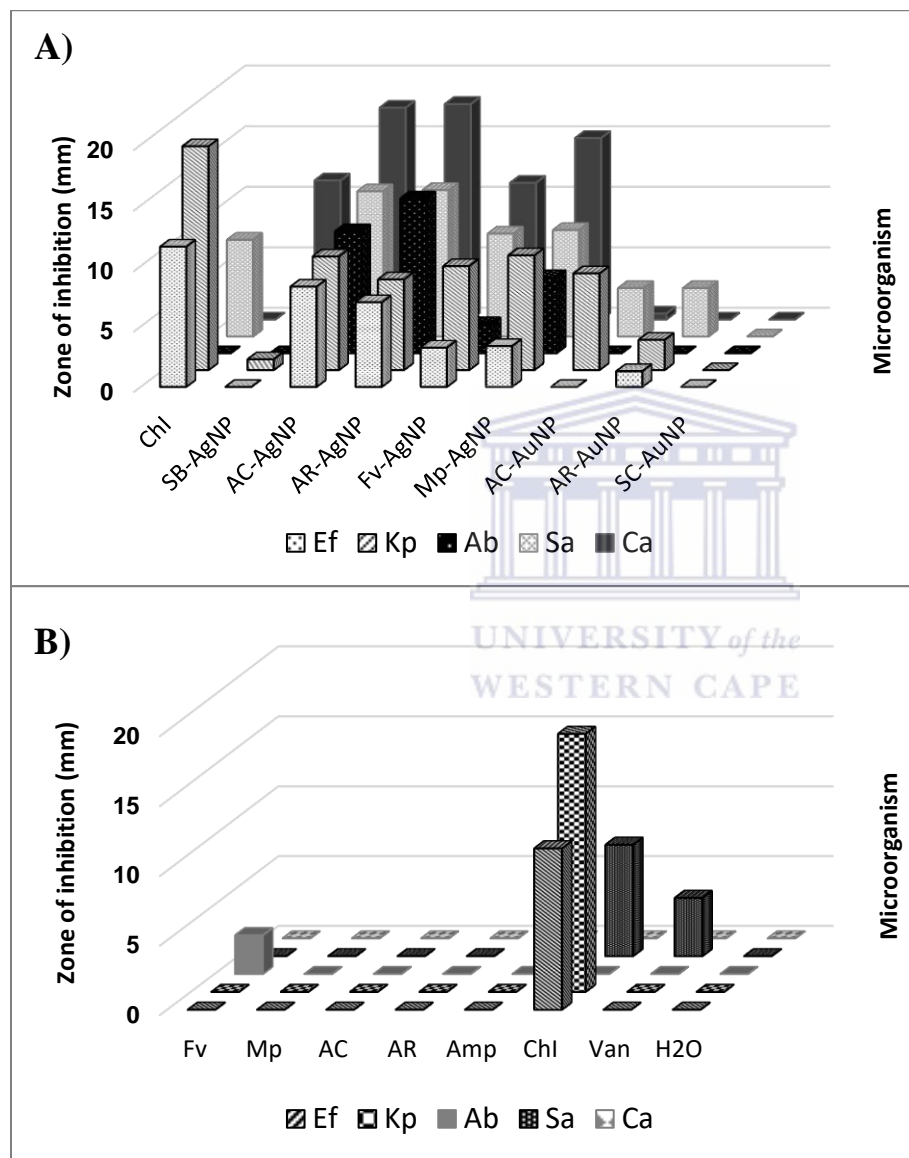 A)
Zone of inhibition (mm)
20
15
10
5
0
Microorganism
ChI
SB-AgNP
AC-AgNP
AR-AgNP
Fv-AgNP
Mp-AgNP
AC-AuNP
AR-AuNP
SC-AuNP
Ef Kp Ab Sa Ca
UNIVERSITY of the
WESTERN CAPE
B)
Zone of inhibition (mm)
20
15
10
5
0
Microorganism
Fv Mp AC AR Amp ChI Van H2O
Ef Kp Ab Sa Ca